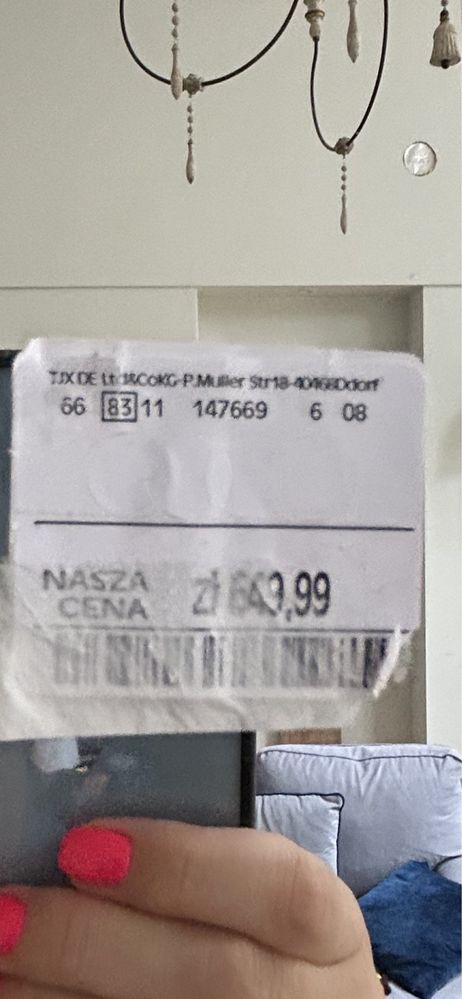 TJX DE Ltd&CoKG-P.Muller Str18-40468Ddorf
66 83 11 147669 6 08
NASZA
CENA zł